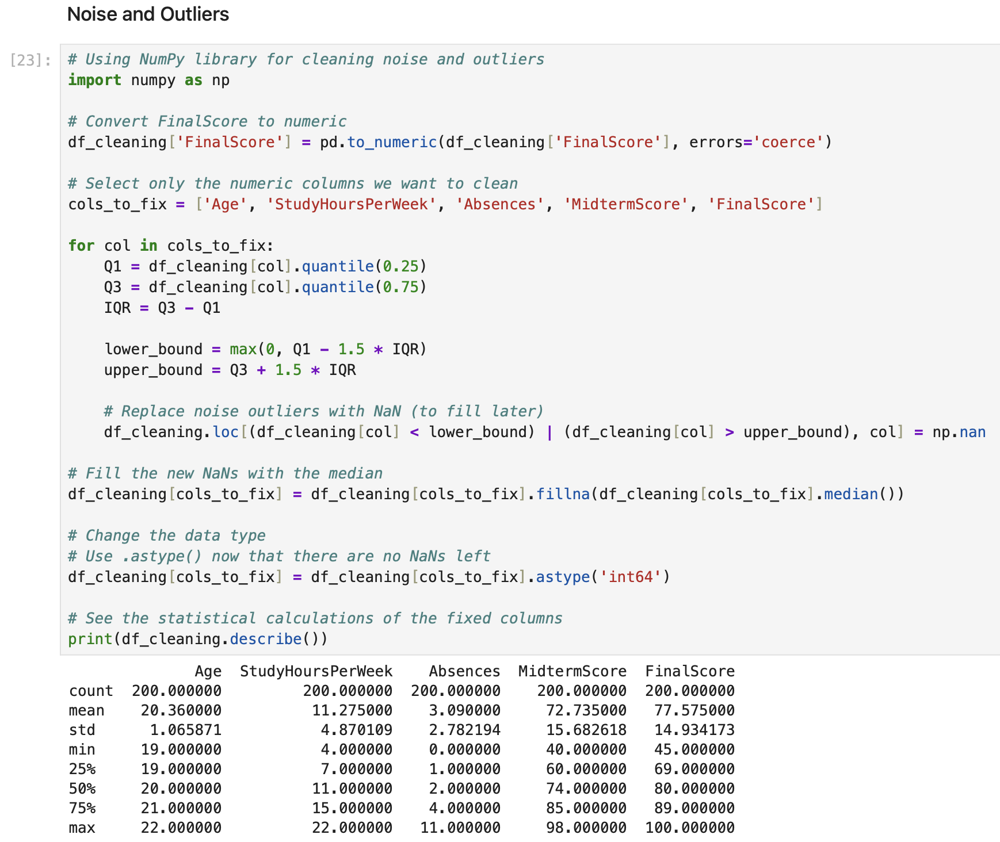 Noise and Outliers
[23]:
# Using NumPy library for cleaning noise and outliers
import numpy as np
# Convert FinalScore to numeric
df_cleaning['FinalScore'] = pd.to_numeric(df_cleaning['FinalScore'], errors='coerce')
# Select only the numeric columns we want to clean
cols_to_fix = ['Age', 'StudyHoursPerWeek', 'Absences', 'MidtermScore', 'FinalScore']
for col in cols_to_fix:
    Q1 = df_cleaning[col].quantile(0.25)
    Q3 = df_cleaning[col].quantile(0.75)
    IQR = Q3 - Q1
    lower_bound = max(0, Q1 - 1.5 * IQR)
    upper_bound = Q3 + 1.5 * IQR
    # Replace noise outliers with NaN (to fill later)
    df_cleaning.loc[(df_cleaning[col] < lower_bound) | (df_cleaning[col] > upper_bound), col] = np.nan
# Fill the new NaNs with the median
df_cleaning[cols_to_fix] = df_cleaning[cols_to_fix].fillna(df_cleaning[cols_to_fix].median())
# Change the data type
# Use .astype() now that there are no NaNs left
df_cleaning[cols_to_fix] = df_cleaning[cols_to_fix].astype('int64')
# See the statistical calculations of the fixed columns
print(df_cleaning.describe())
              Age  StudyHoursPerWeek    Absences  MidtermScore  FinalScore
count  200.000000         200.000000  200.000000    200.000000  200.000000
mean    20.360000          11.275000    3.090000     72.735000   77.575000
std      1.065871           4.870109    2.782194     15.682618   14.934173
min     19.000000           4.000000    0.000000     40.000000   45.000000
25%     19.000000           7.000000    1.000000     60.000000   69.000000
50%     20.000000          11.000000    2.000000     74.000000   80.000000
75%     21.000000          15.000000    4.000000     85.000000   89.000000
max     22.000000          22.000000   11.000000     98.000000  100.000000